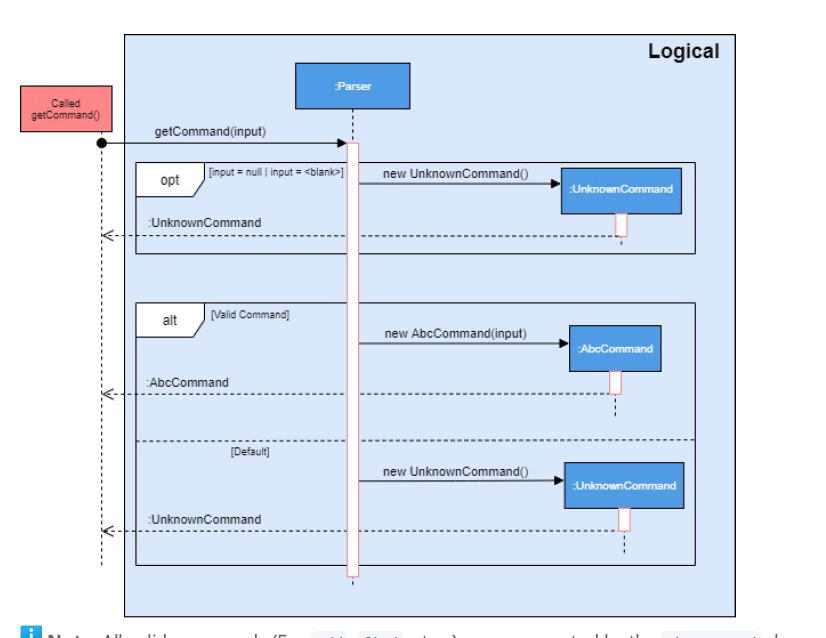 Logical
Called
getCommand()
:Parser
getCommand(input)
opt
[input = null | input = <blank>]
new UnknownCommand()
:UnknownCommand
:UnknownCommand
alt
[Valid Command]
new AbcCommand(input)
:AbcCommand
:AbcCommand
[Default]
new UnknownCommand()
:UnknownCommand
:UnknownCommand